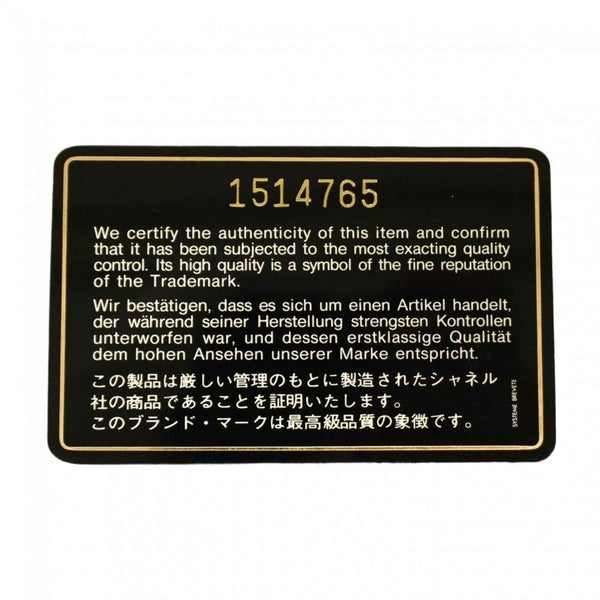 1514765
We certify the authenticity of this item and confirm
that it has been subjected to the most exacting quality
control. Its high quality is a symbol of the fine reputation
of the Trademark.
Wir bestätigen, dass es sich um einen Artikel handelt,
der während seiner Herstellung strengsten Kontrollen
unterworfen war, und dessen erstklassige Qualität
dem hohen Ansehen unserer Marke entspricht.
この製品は厳しい管理のもとに製造されたシャネル
社の商品であることを証明いたします。
このブランド・マークは最高級品質の象徴です。
SYSTEME BREVETE